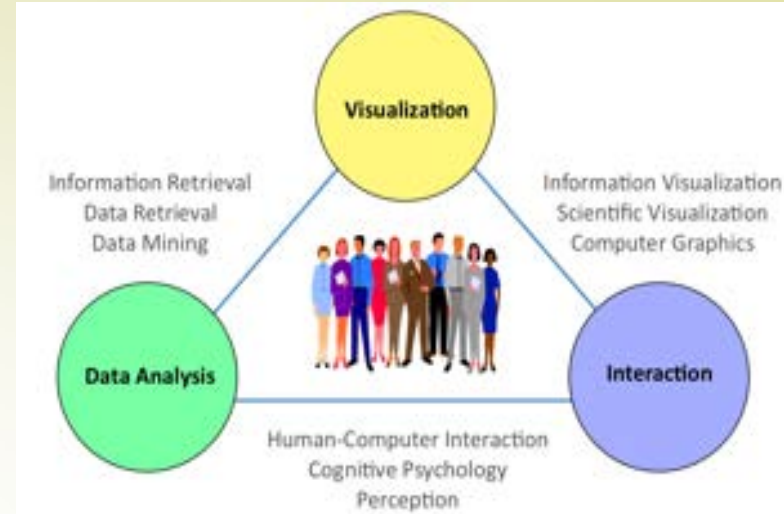 Visualization
Information Retrieval
Data Retrieval
Data Mining
Information Visualization
Scientific Visualization
Computer Graphics
Data Analysis
Interaction
Human-Computer Interaction
Cognitive Psychology
Perception